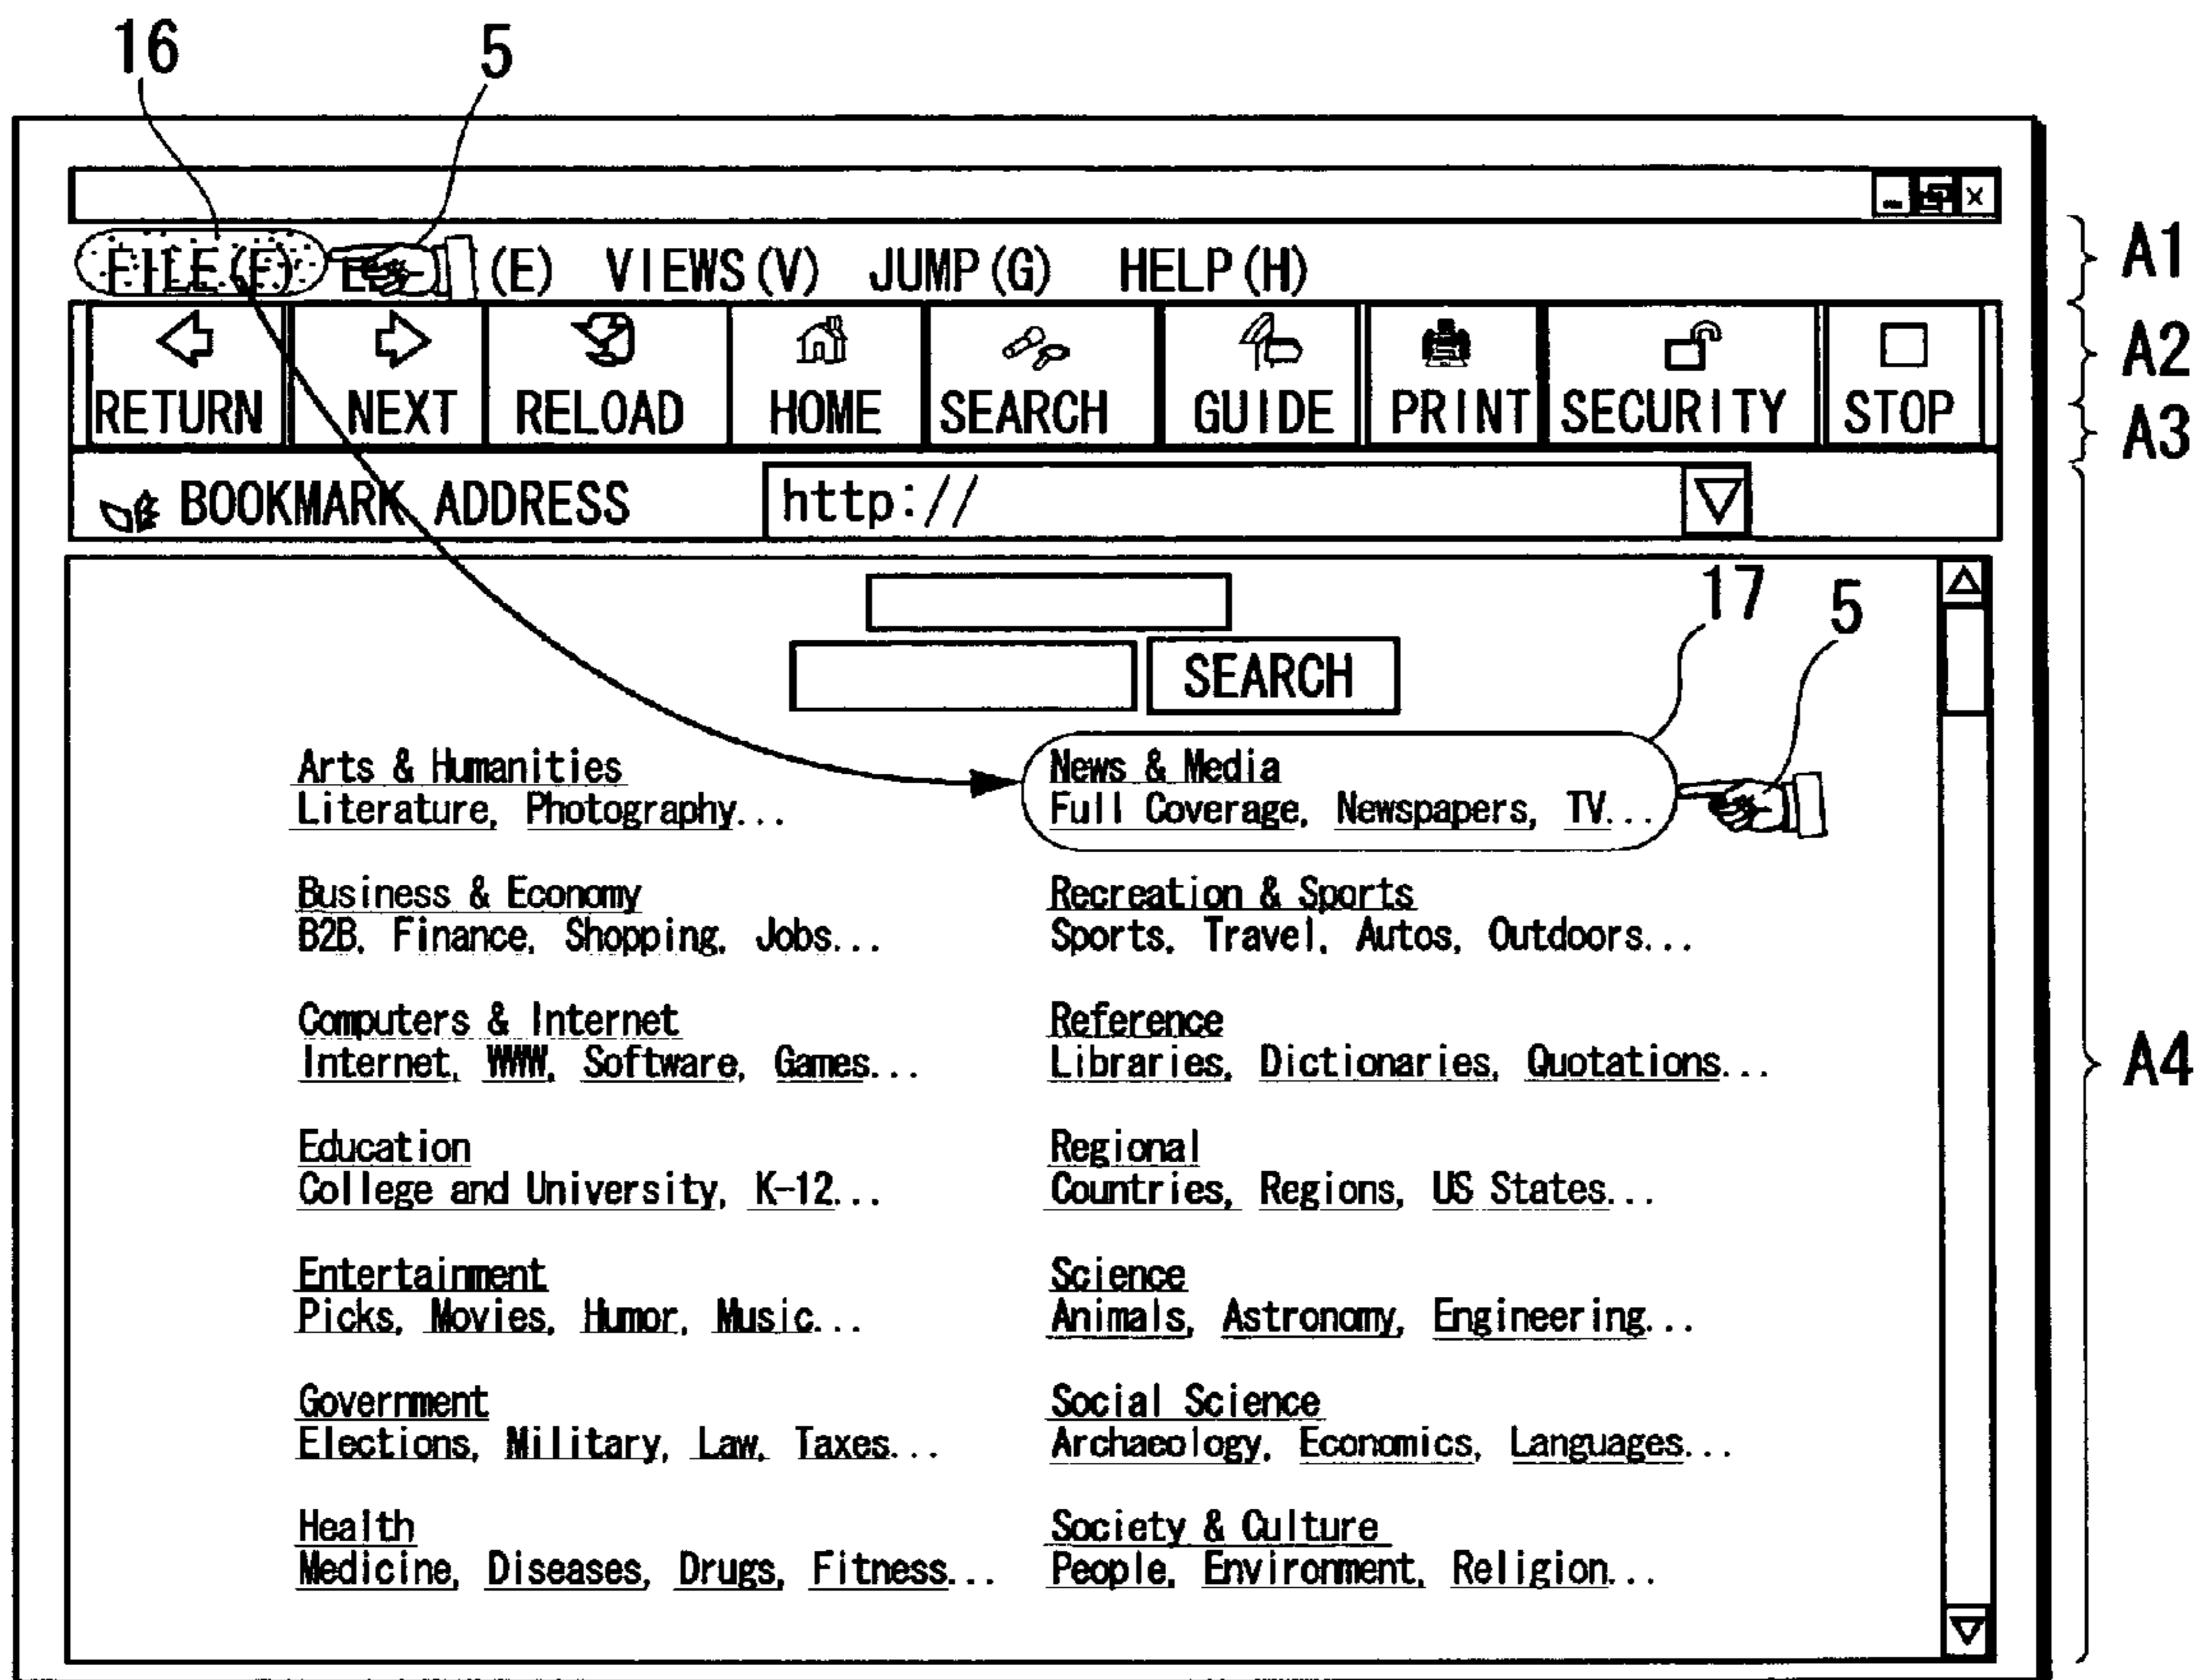 16 5
FILE(F) (E) VIEWS(V) JUMP(G) HELP(H) A1
A2
RETURN NEXT RELOAD HOME SEARCH GUIDE PRINT SECURITY STOP
A3
BOOKMARK ADDRESS http://
17 5
SEARCH
Arts & Humanities
Literature, Photography...
News & Media
Full Coverage, Newspapers, TV...
Business & Economy
B2B, Finance, Shopping, Jobs...
Recreation & Sports
Sports, Travel, Autos, Outdoors...
Computers & Internet
Internet, WWW, Software, Games...
Reference
Libraries, Dictionaries, Quotations...
A4
Education
College and University, K-12...
Regional
Countries, Regions, US States...
Entertainment
Picks, Movies, Humor, Music...
Science
Animals, Astronomy, Engineering...
Government
Elections, Military, Law, Taxes...
Social Science
Archaeology, Economics, Languages...
Health
Medicine, Diseases, Drugs, Fitness...
Society & Culture
People, Environment, Religion...